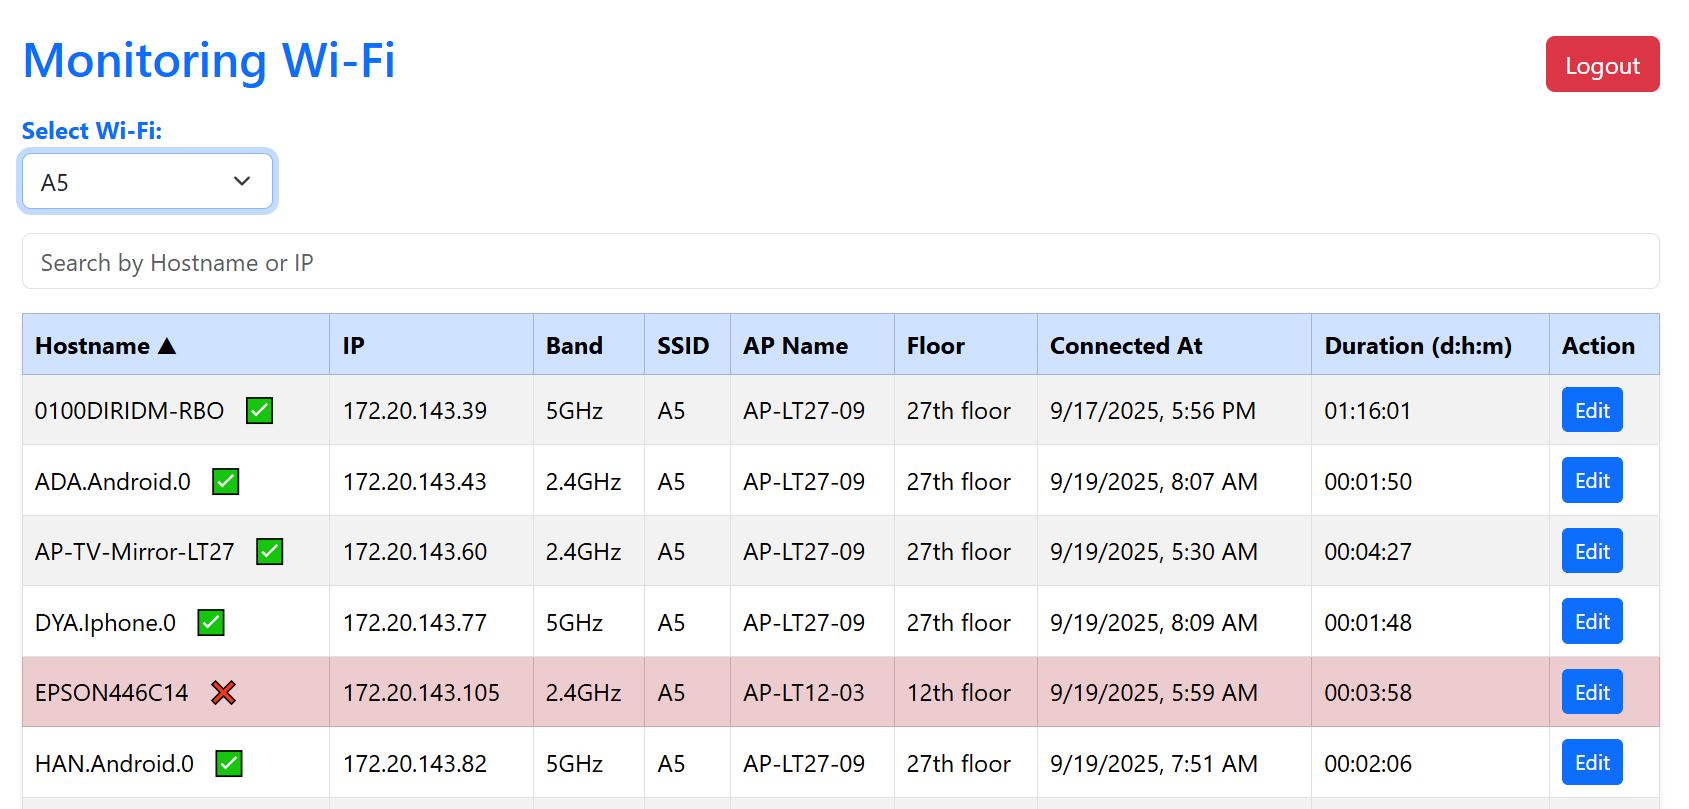 Monitoring Wi-Fi
Logout
Select Wi-Fi:
A5
Search by Hostname or IP
Hostname ▲ IP Band SSID AP Name Floor Connected At Duration (d:h:m) Action
0100DIRIDM-RBO ✅ 172.20.143.39 5GHz A5 AP-LT27-09 27th floor 9/17/2025, 5:56 PM 01:16:01 Edit
ADA.Android.0 ✅ 172.20.143.43 2.4GHz A5 AP-LT27-09 27th floor 9/19/2025, 8:07 AM 00:01:50 Edit
AP-TV-Mirror-LT27 ✅ 172.20.143.60 2.4GHz A5 AP-LT27-09 27th floor 9/19/2025, 5:30 AM 00:04:27 Edit
DYA.Iphone.0 ✅ 172.20.143.77 5GHz A5 AP-LT27-09 27th floor 9/19/2025, 8:09 AM 00:01:48 Edit
EPSON446C14 ❌ 172.20.143.105 2.4GHz A5 AP-LT12-03 12th floor 9/19/2025, 5:59 AM 00:03:58 Edit
HAN.Android.0 ✅ 172.20.143.82 5GHz A5 AP-LT27-09 27th floor 9/19/2025, 7:51 AM 00:02:06 Edit